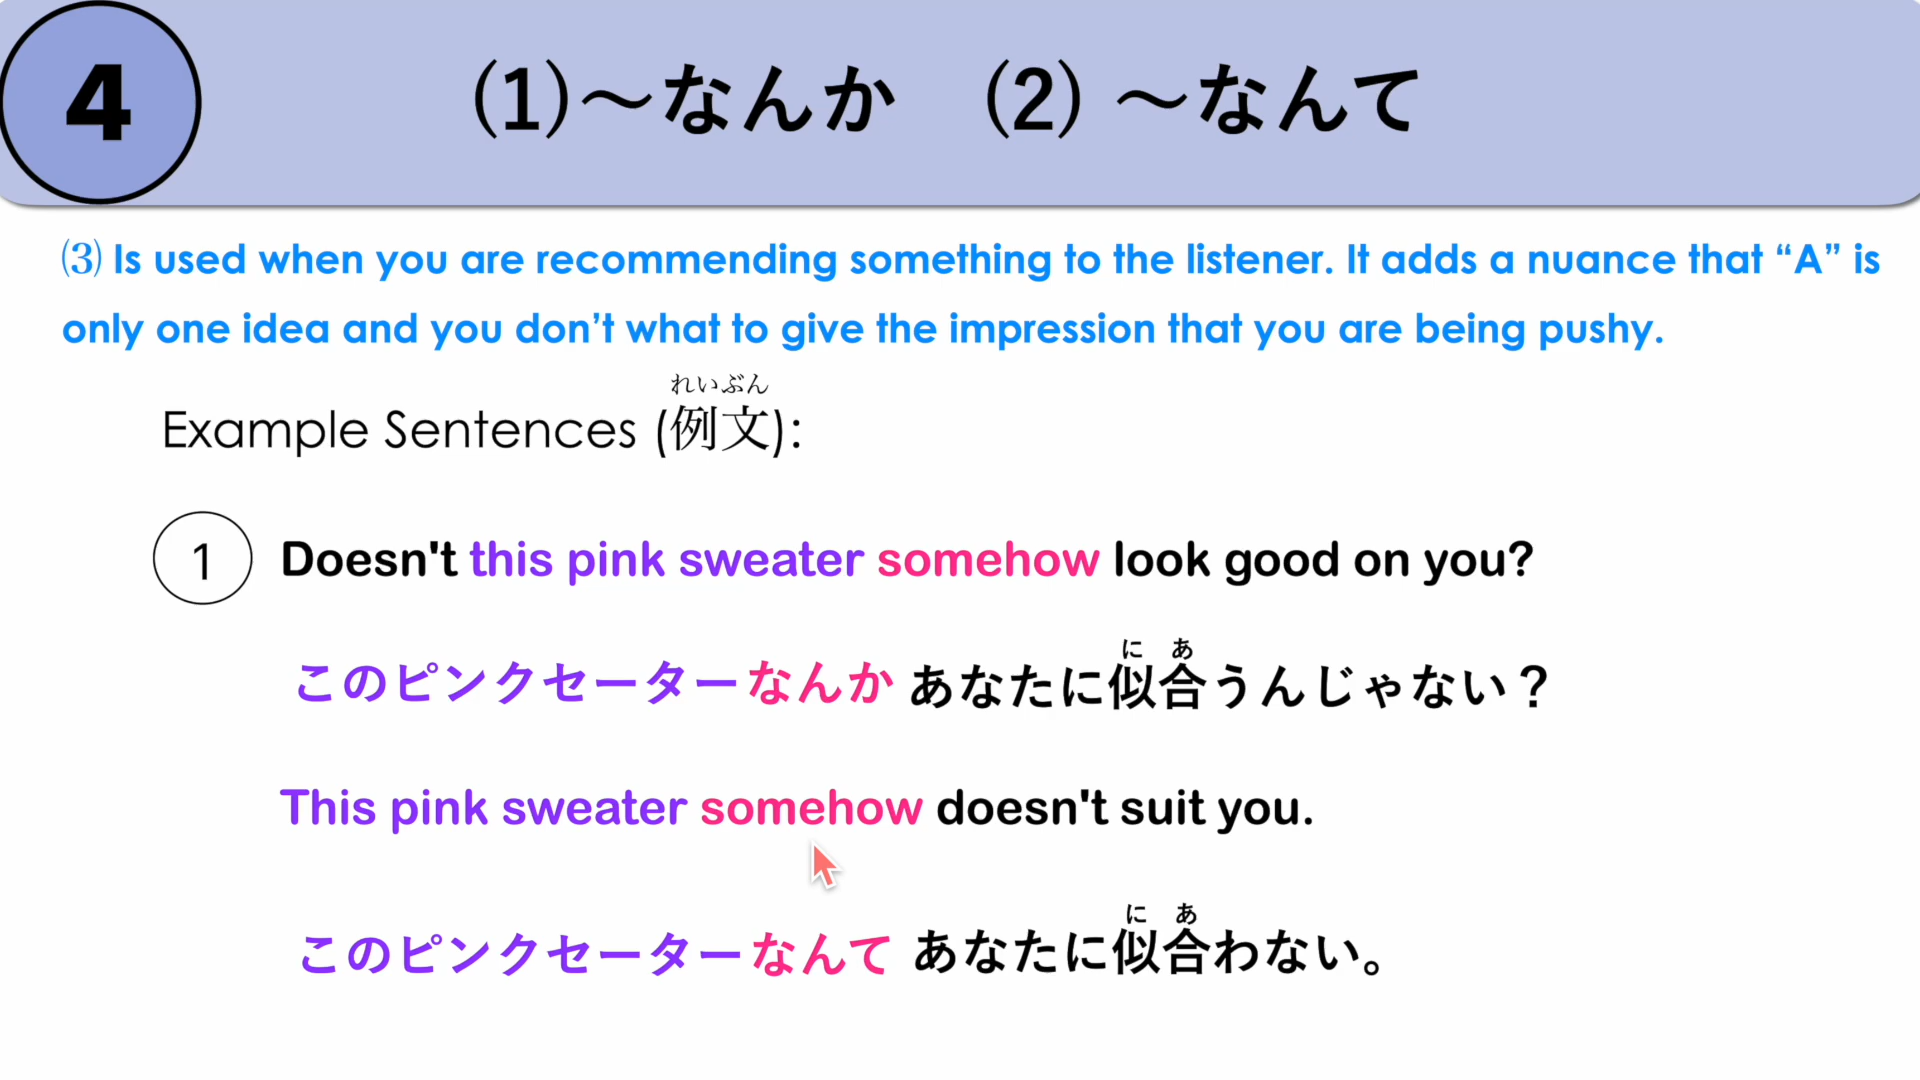 4
(1)～なんか (2) ～なんて
(3) Is used when you are recommending something to the listener. It adds a nuance that “A” is
only one idea and you don’t what to give the impression that you are being pushy.
れいぶん
Example Sentences (例文):
1 Doesn't this pink sweater somehow look good on you?
に あ
このピンクセーターなんか あなたに似合うんじゃない？
This pink sweater somehow doesn't suit you.
に あ
このピンクセーターなんて あなたに似合わない。